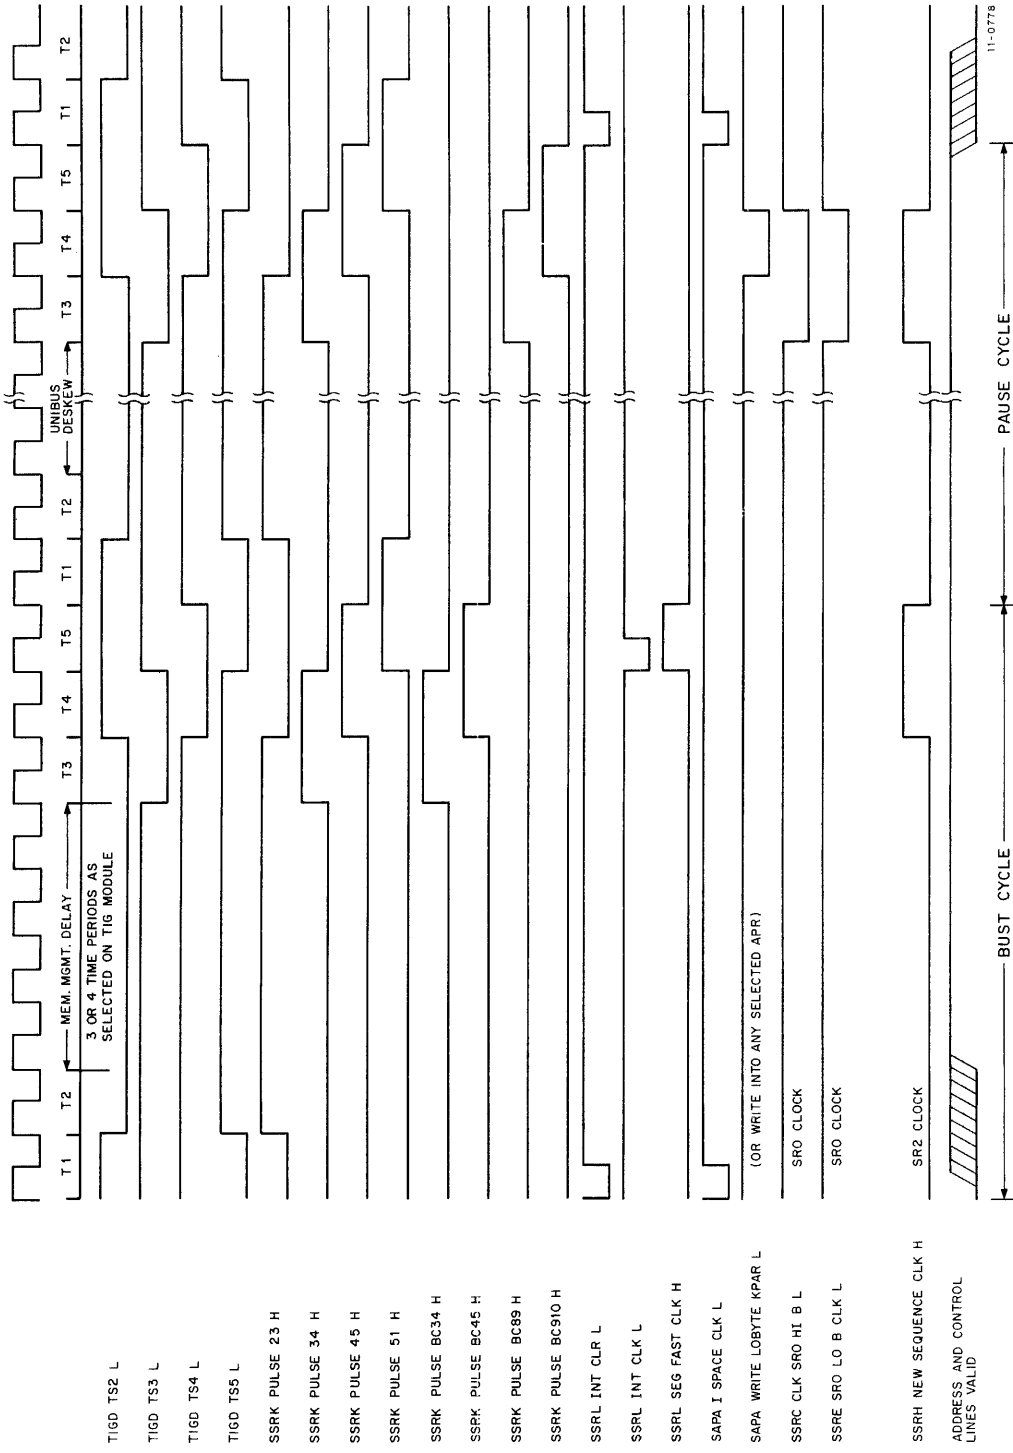 T1
T2
MEM. MGMT. DELAY
T3
T4
T5
T1
T2
UNIBUS
DESKEW
T3
T4
T5
T1
T2
3 OR 4 TIME PERIODS AS
SELECTED ON TIG MODULE
TIGD TS2 L
TIGD TS3 L
TIGD TS4 L
TIGD TS5 L
SSRK PULSE 23 H
SSRK PULSE 34 H
SSRK PULSE 45 H
SSRK PULSE 51 H
SSRK PULSE BC34 H
SSRK PULSE BC45 H
SSRK PULSE BC89 H
SSRK PULSE BC910 H
SSRL INT CLR L
SSRL INT CLK L
SSRL SEG FAST CLK H
SAPA I SPACE CLK L
SAPA WRITE LOBYTE KPAR L
(OR WRITE INTO ANY SELECTED APR)
SSRC CLK SRO HI B L
SRO CLOCK
SSRE SRO LO B CLK L
SRO CLOCK
SSRH NEW SEQUENCE CLK H
SR2 CLOCK
ADDRESS AND CONTROL
LINES VALID
BUST CYCLE
PAUSE CYCLE
11-0778